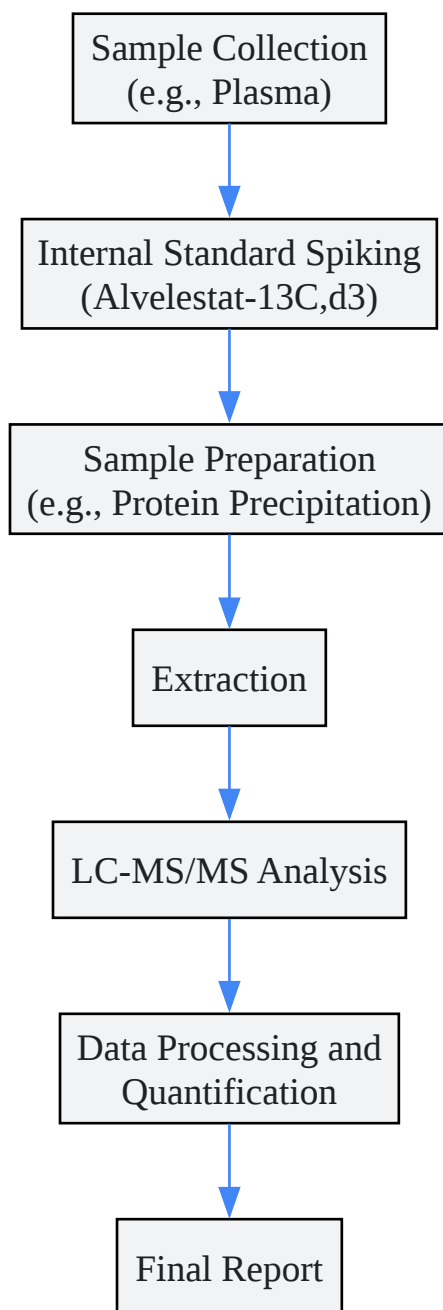 Sample Collection
(e.g., Plasma)
Internal Standard Spiking
(Alvelestat-13C,d3)
Sample Preparation
(e.g., Protein Precipitation)
Extraction
LC-MS/MS Analysis
Data Processing and
Quantification
Final Report